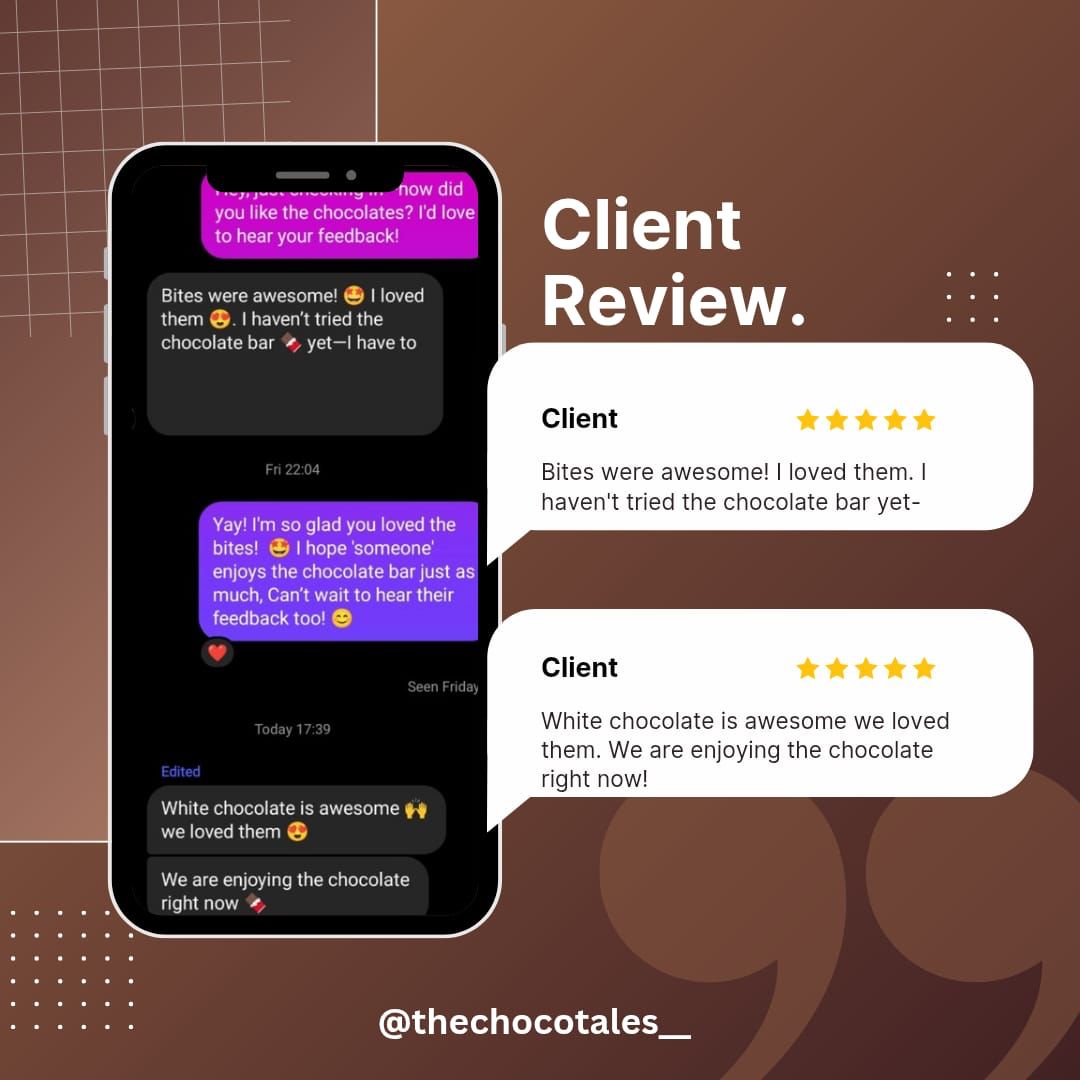 Hey, just checking in—how did
you like the chocolates? I'd love
to hear your feedback!
Bites were awesome! 🤩 I loved
them 😍. I haven't tried the
chocolate bar 🍫 yet—I have to
Fri 22:04
Yay! I'm so glad you loved the
bites! 🤩 I hope 'someone'
enjoys the chocolate bar just as
much, Can't wait to hear their
feedback too! 😊
❤️
Seen Friday
Today 17:39
Edited
White chocolate is awesome 🙌
we loved them 😍
We are enjoying the chocolate
right now 🍫
Client
Review.
Client
Bites were awesome! I loved them. I
haven't tried the chocolate bar yet-
Client
White chocolate is awesome we loved
them. We are enjoying the chocolate
right now!
@thechocotales__